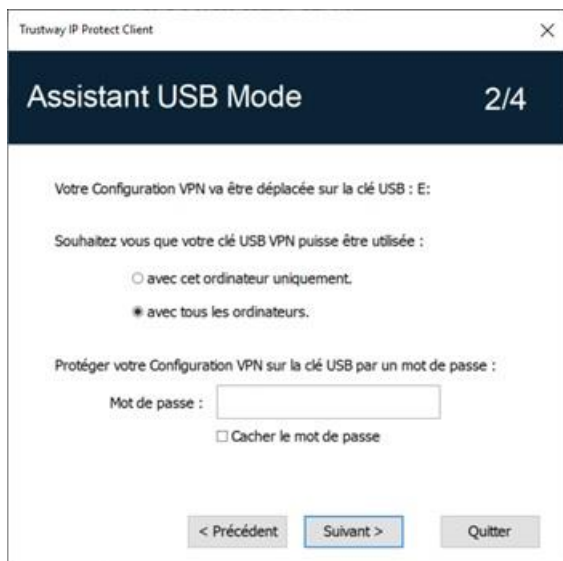 Trustway IP Protect Client
Assistant USB Mode 2/4
Votre Configuration VPN va être déplacée sur la clé USB : E:
Souhaitez vous que votre clé USB VPN puisse être utilisée :
avec cet ordinateur uniquement.
avec tous les ordinateurs.
Protéger votre Configuration VPN sur la clé USB par un mot de passe :
Mot de passe :
Cacher le mot de passe
< Précédent Suivant > Quitter